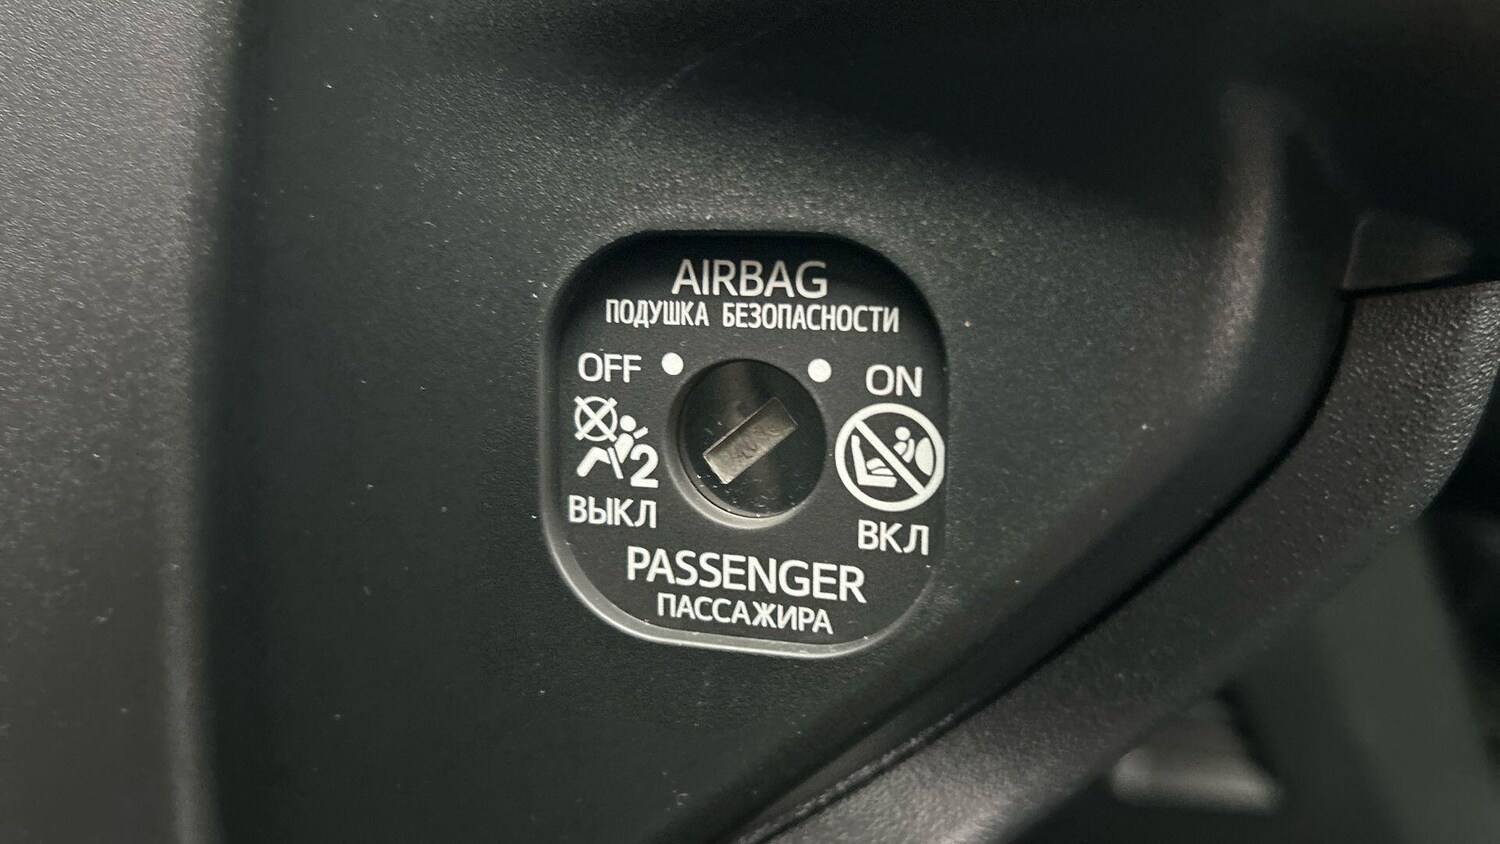 AIRBAG
ПОДУШКА БЕЗОПАСНОСТИ
OFF
ON
2
ВЫКЛ
ВКЛ
PASSENGER
ПАССАЖИРА